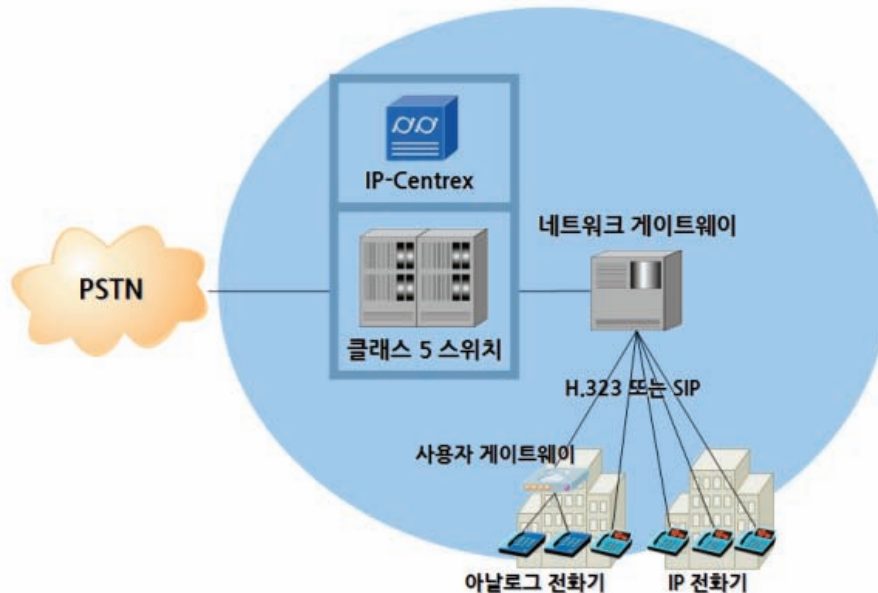 IP-Centrex
네트워크 게이트웨이
PSTN
클래스 5 스위치
H.323 또는 SIP
사용자 게이트웨이
아날로그 전화기
IP 전화기